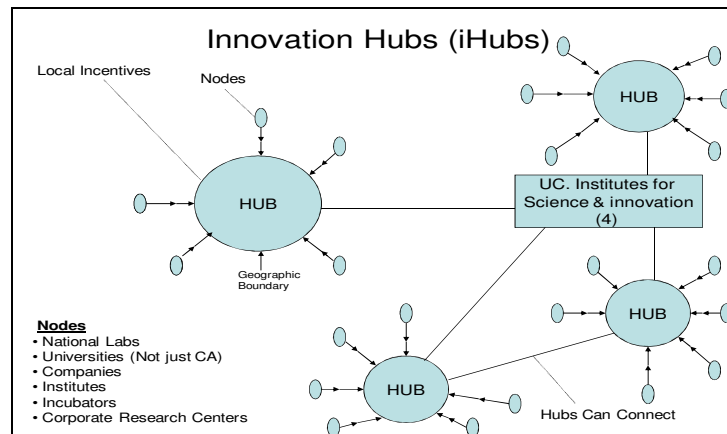 Innovation Hubs (iHubs)
Local Incentives
Nodes
HUB
HUB
UC. Institutes for
Science & innovation
(4)
Geographic
Boundary
HUB
HUB
Hubs Can Connect
Nodes
• National Labs
• Universities (Not just CA)
• Companies
• Institutes
• Incubators
• Corporate Research Centers